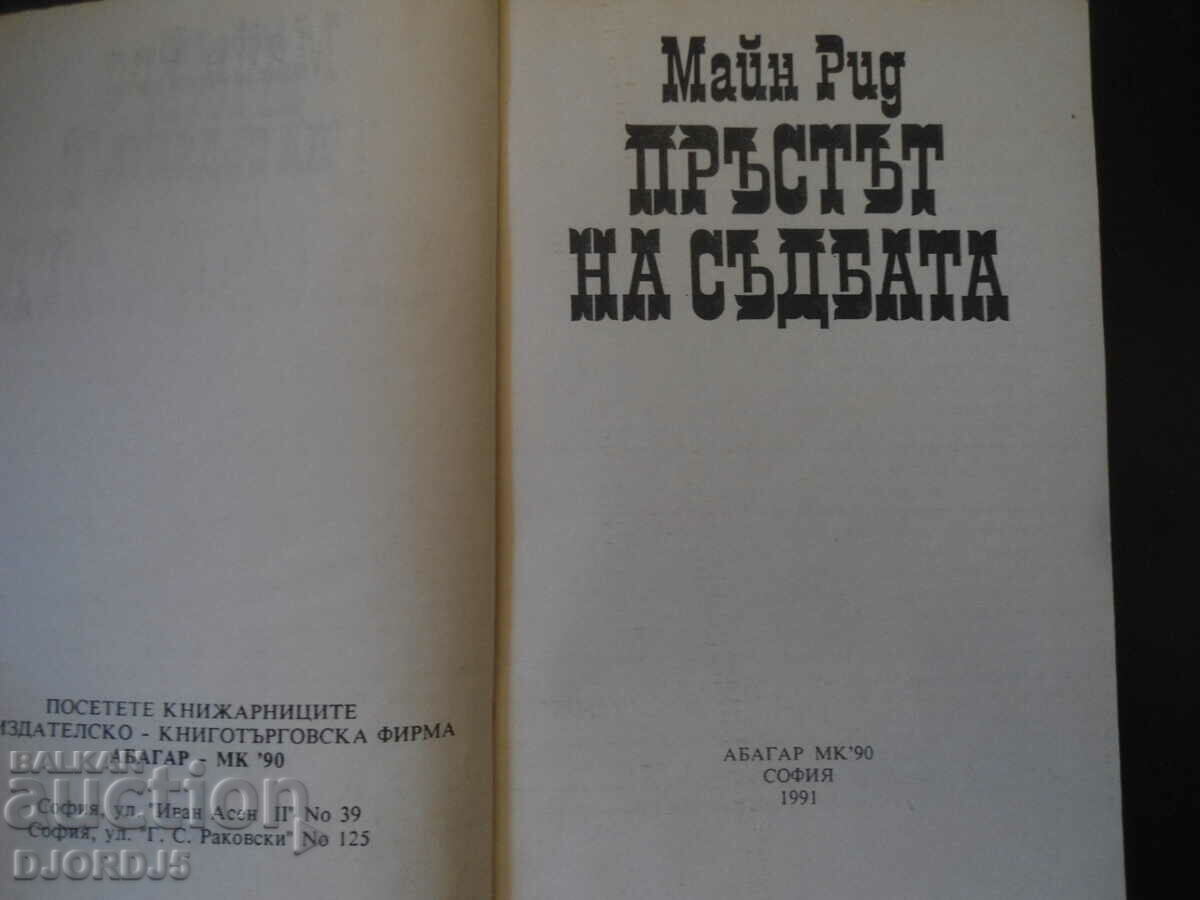 ПОСЕТЕТЕ КНИЖАРНИЦИТЕ
ИЗДАТЕЛСКО - КНИГОТЪРГОВСКА ФИРМА
АБАГАР - МК '90
София, ул. "Иван Асен II" No 39
София, ул. "Г. С. Раковски" No 125
BALKAN
auction
DJORDJ5
Майн Рид
ПРЪСТЪТ
НА СЪДБАТА
АБАГАР МК'90
СОФИЯ
1991